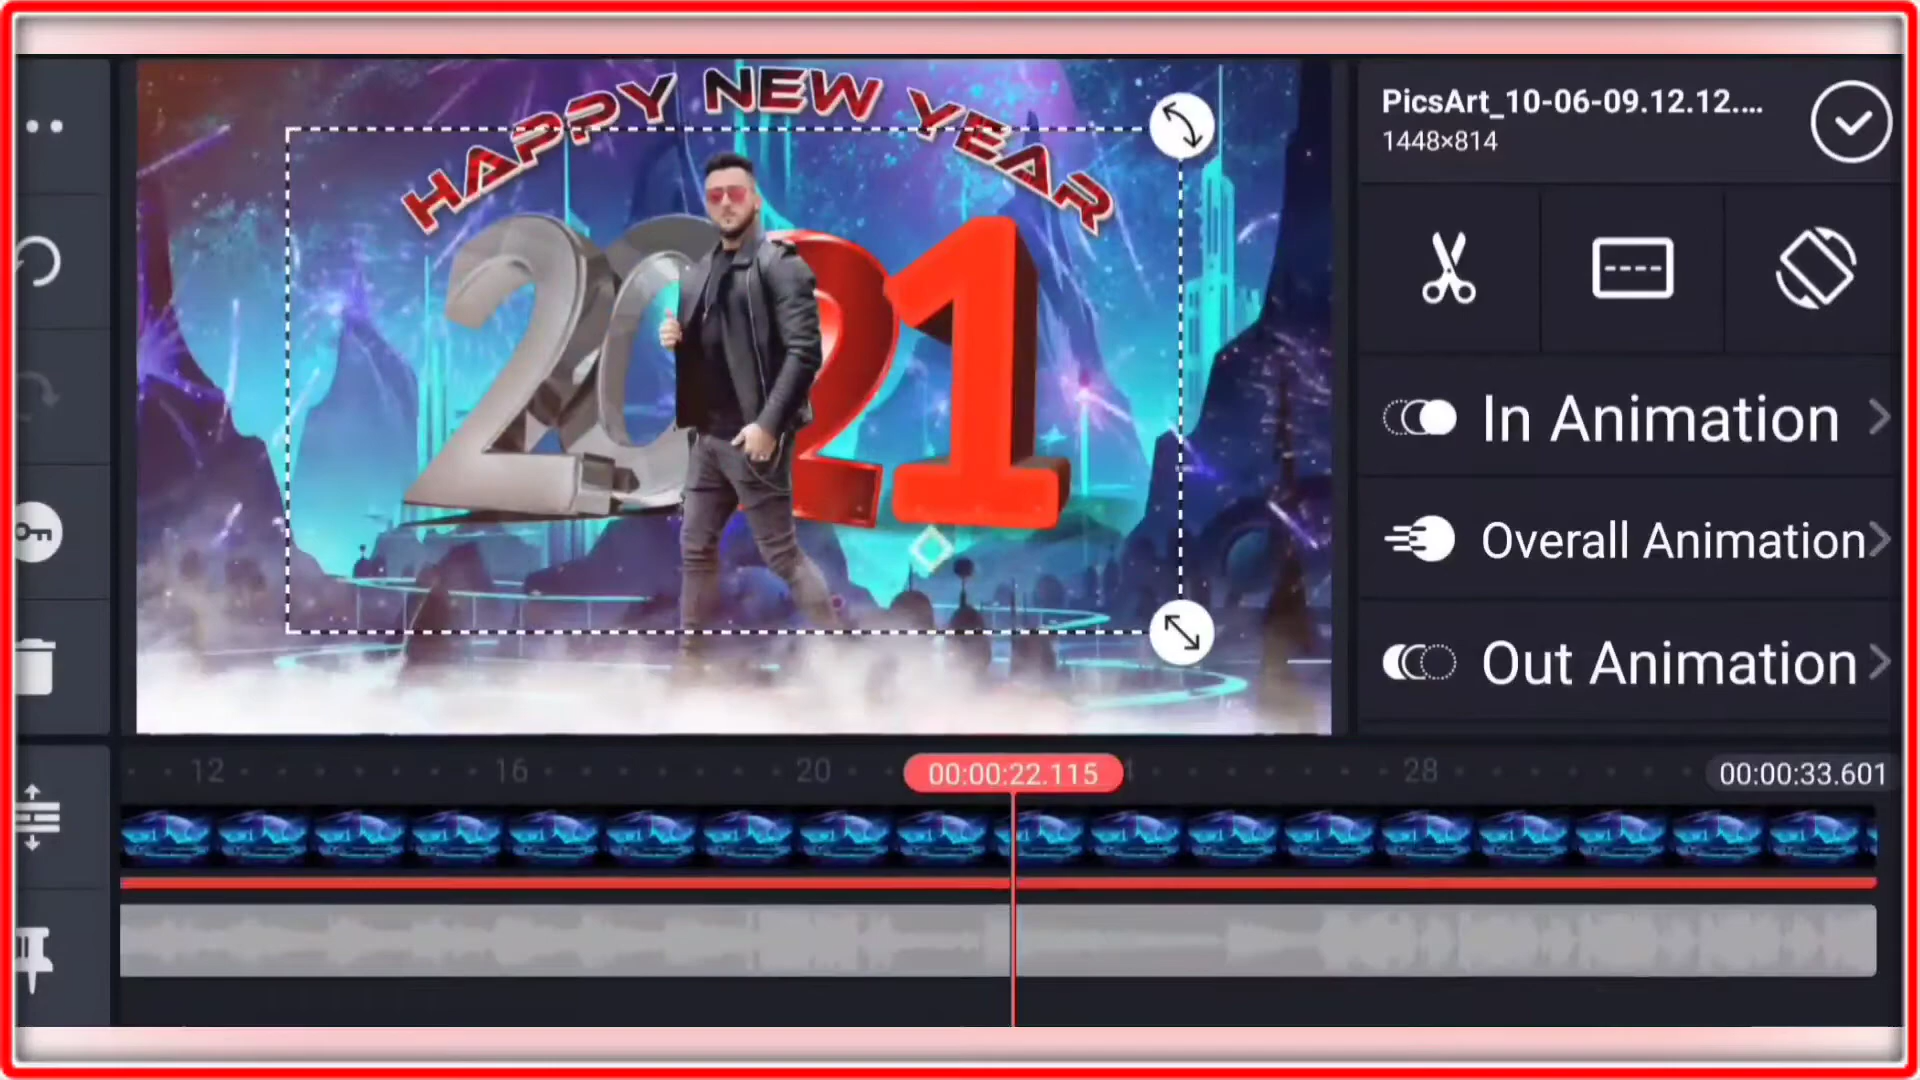 HAPPY NEW YEAR
2021
PicsArt_10-06-09.12.12....
1448×814
In Animation
Overall Animation
Out Animation
12
16
20
00:00:22.115
28
00:00:33.601